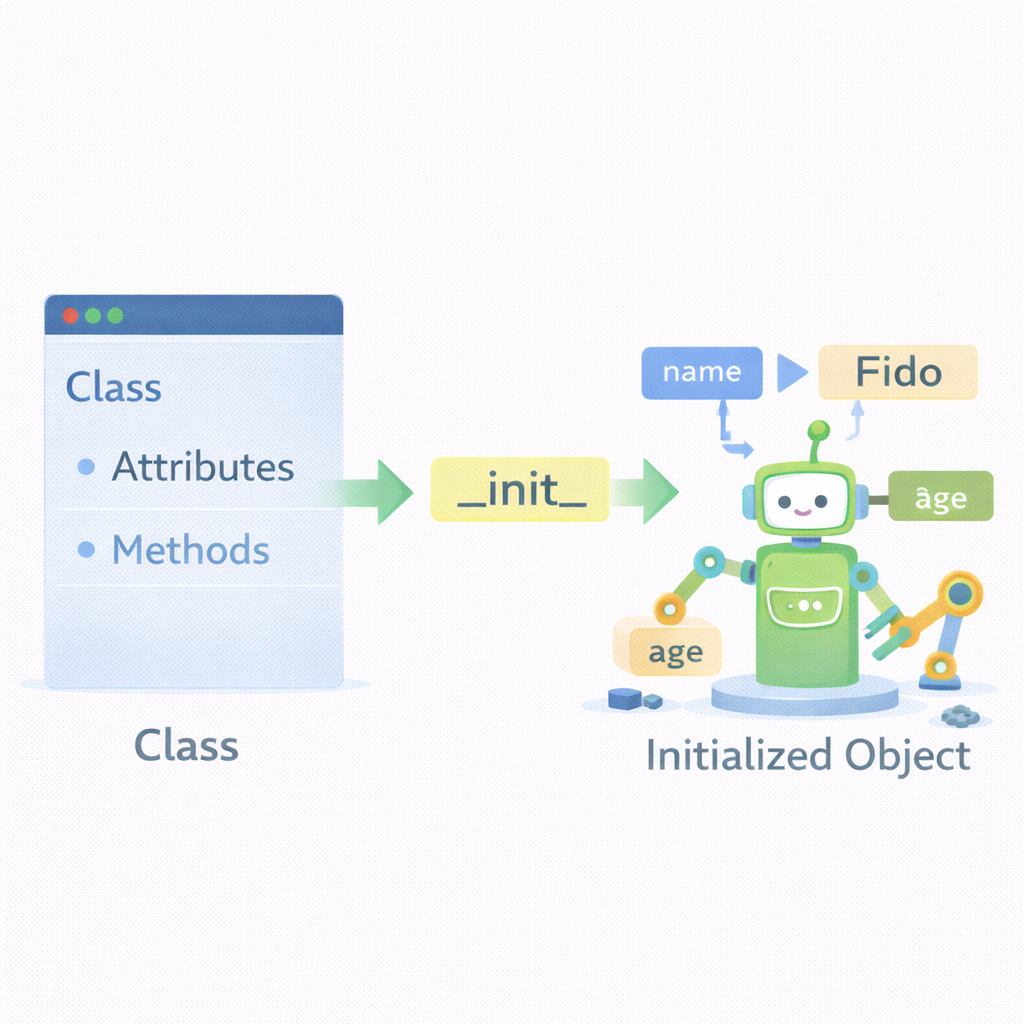 Class
Attributes
Methods
Class
_init_
name
Fido
âge
age
Initialized Object